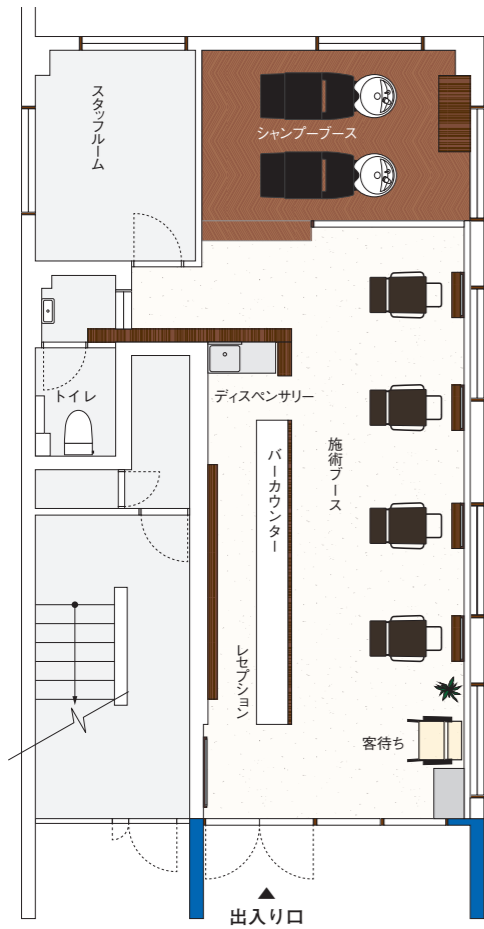 スタッフルーム
シャンプーブース
トイレ
ディスペンサリー
バーカウンター
施術ブース
レセプション
客待ち
出入り口